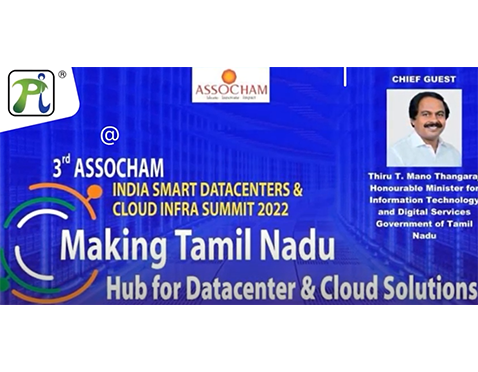 Pi ®
ASSOCHAM
CHIEF GUEST
@
3rd ASSOCHAM
INDIA SMART DATACENTERS &
CLOUD INFRA SUMMIT 2022
Making Tamil Nadu
Hub for Datacenter & Cloud Solutions
Thiru T. Mano Thangara
Honourable Minister for
Information Technology
and Digital Services
Government of Tamil
Nadu